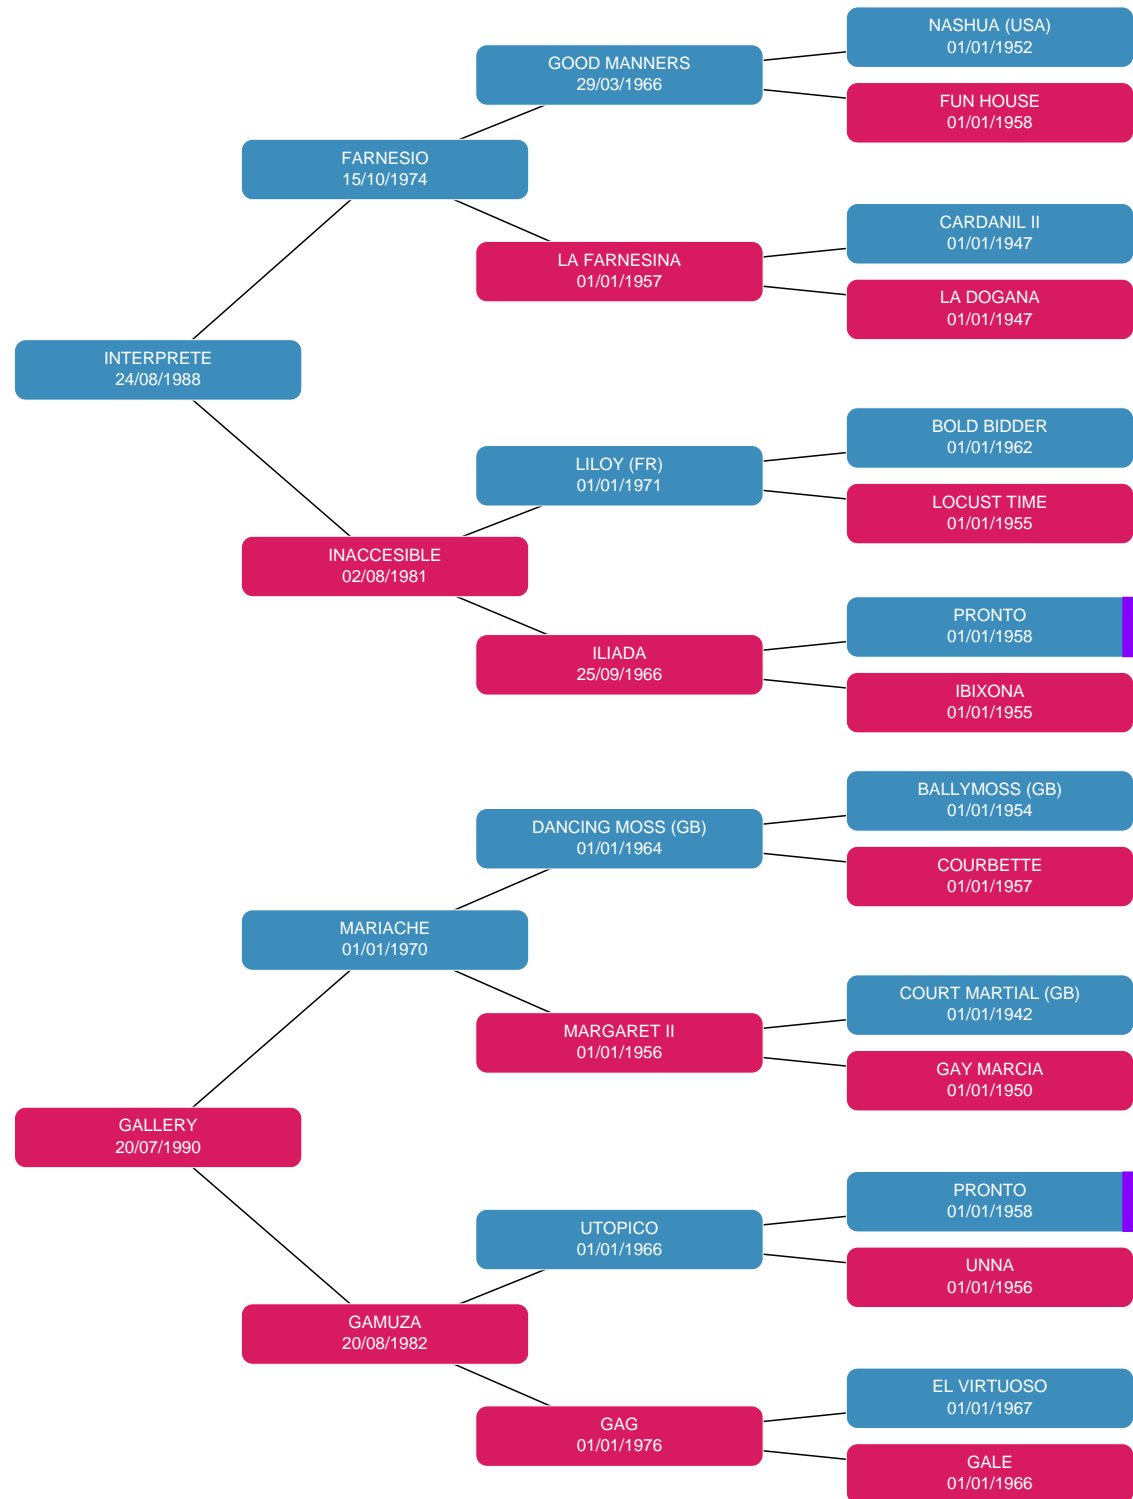 NASHUA (USA)
01/01/1952
GOOD MANNERS
29/03/1966
FUN HOUSE
01/01/1958
FARNESIO
15/10/1974
CARDANIL II
01/01/1947
LA FARNESINA
01/01/1957
LA DOGANA
01/01/1947
INTERPRETE
24/08/1988
BOLD BIDDER
01/01/1962
LILOY (FR)
01/01/1971
LOCUST TIME
01/01/1955
INACCESIBLE
02/08/1981
PRONTO
01/01/1958
ILIADA
25/09/1966
IBIXONA
01/01/1955
BALLYMOSS (GB)
01/01/1954
DANCING MOSS (GB)
01/01/1964
COURBETTE
01/01/1957
MARIACHE
01/01/1970
COURT MARTIAL (GB)
01/01/1942
MARGARET II
01/01/1956
GAY MARCIA
01/01/1950
GALLERY
20/07/1990
PRONTO
01/01/1958
UTOPICO
01/01/1966
UNNA
01/01/1956
GAMUZA
20/08/1982
EL VIRTUOSO
01/01/1967
GAG
01/01/1976
GALE
01/01/1966